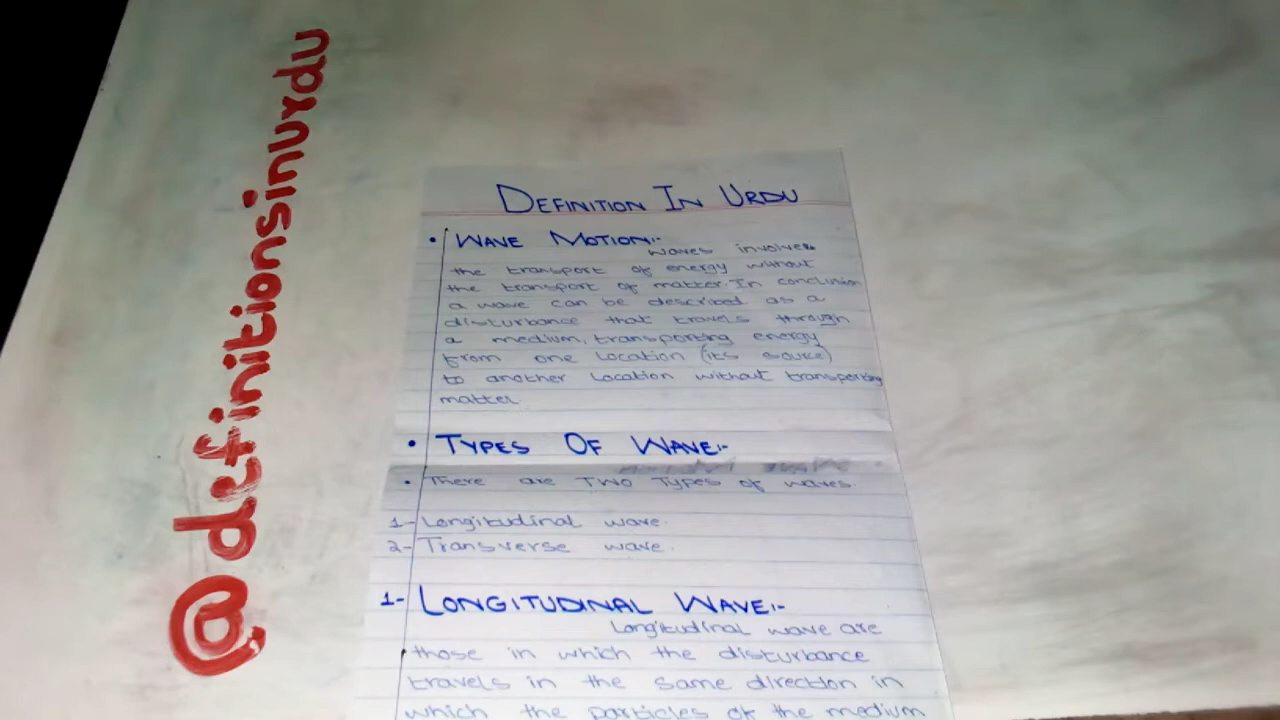 @definitionsinurdu
DEFINITION IN URDU
• WAVE MOTION:-
waves involves
the transport of energy without
the transport of matter. In conclusion
a wave can be described as a
disturbance that travels through
a medium, transporting energy
from one location (its source)
to another location without transporting
matter.
• TYPES OF WAVE:-
• There are TWO Types of waves.
1- Longitudinal wave.
2- Transverse wave.
1- LONGITUDINAL WAVE:-
Longitudinal wave are
those in which the disturbance
travels in the same direction in
which the particles of the medium